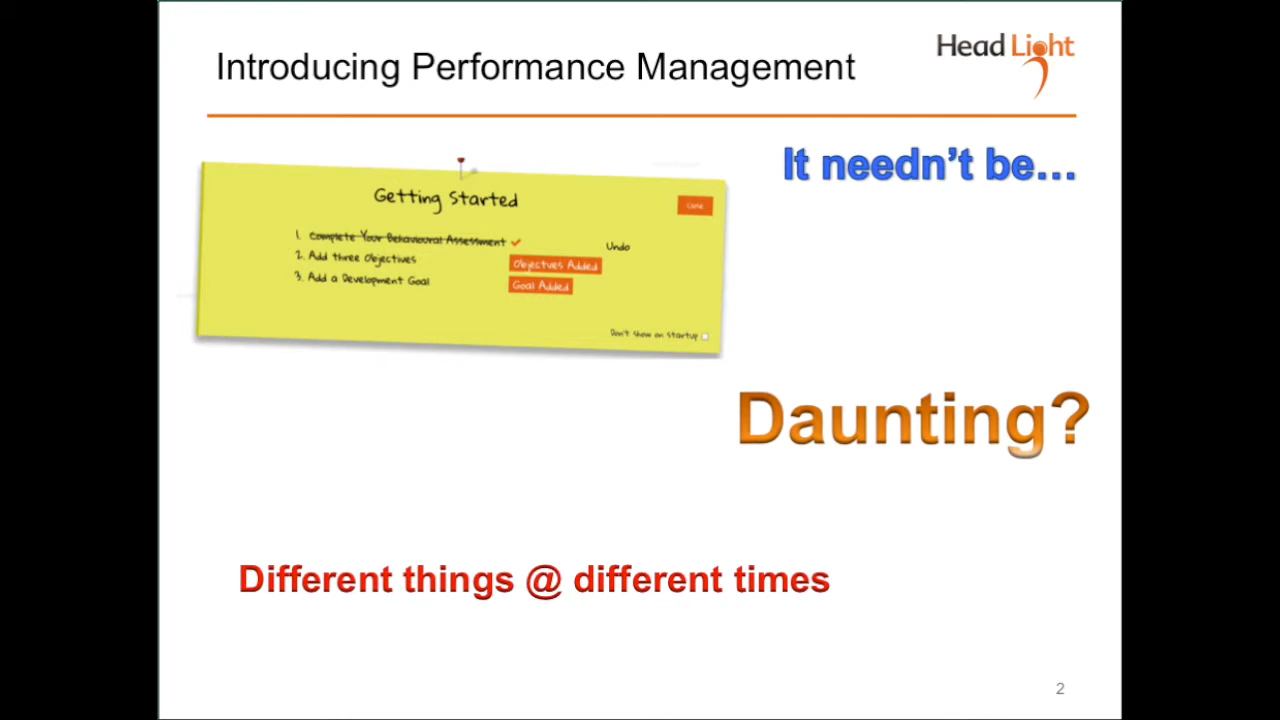 Introducing Performance Management
Head Light
It needn't be...
Getting Started
Close
1. Complete Your Behavioural Assessment ✓ Undo
2. Add three Objectives Objectives Added
3. Add a Development Goal Goal Added
Don't show on startup
Daunting?
Different things @ different times
2